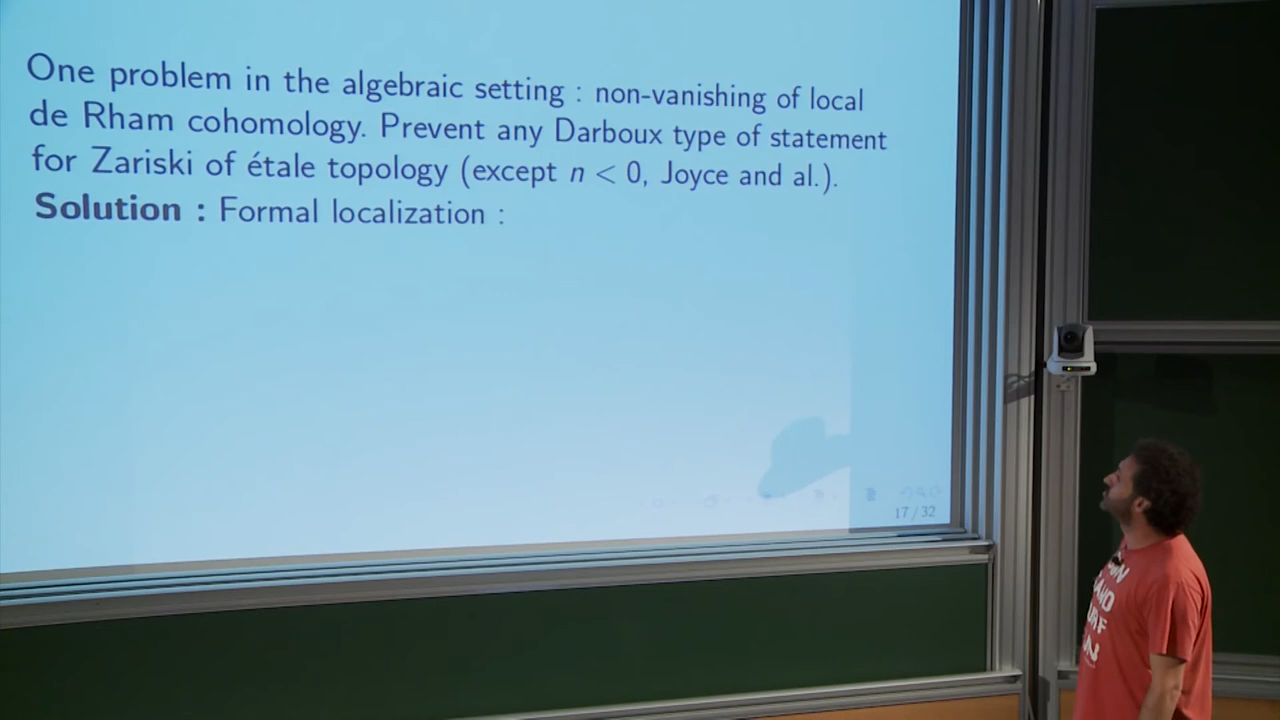 One problem in the algebraic setting : non-vanishing of local
de Rham cohomology. Prevent any Darboux type of statement
for Zariski of étale topology (except n < 0, Joyce and al.).
Solution : Formal localization :
17 / 32